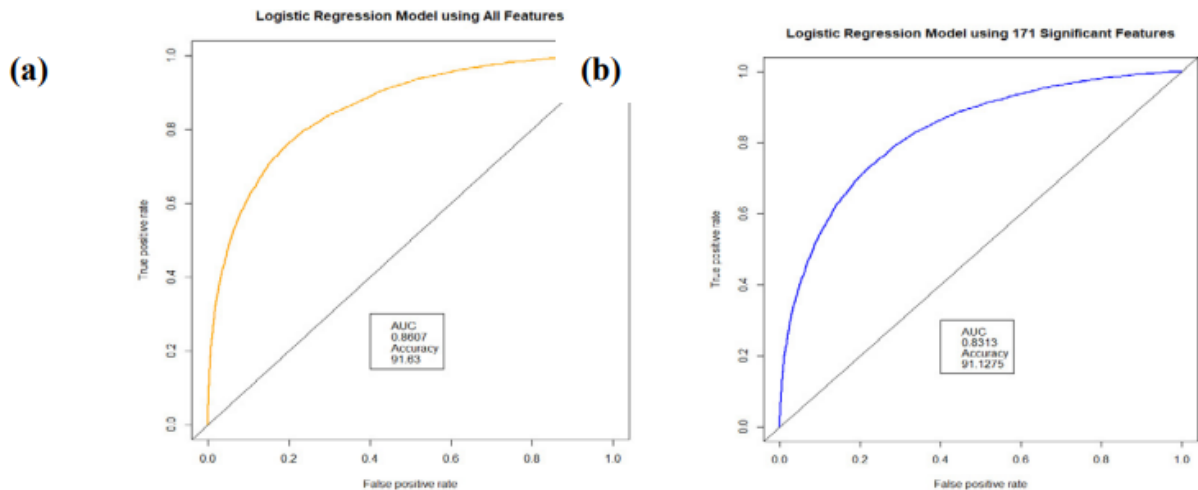 (a)
Logistic Regression Model using All Features
1.0
0.8
0.6
0.4
0.2
0.0
True positive rate
AUC
0.8607
Accuracy
91.63
0.0 0.2 0.4 0.6 0.8 1.0
False positive rate
(b)
Logistic Regression Model using 171 Significant Features
1.0
0.8
0.6
0.4
0.2
0.0
True positive rate
AUC
0.8313
Accuracy
91.1275
0.0 0.2 0.4 0.6 0.8 1.0
False positive rate